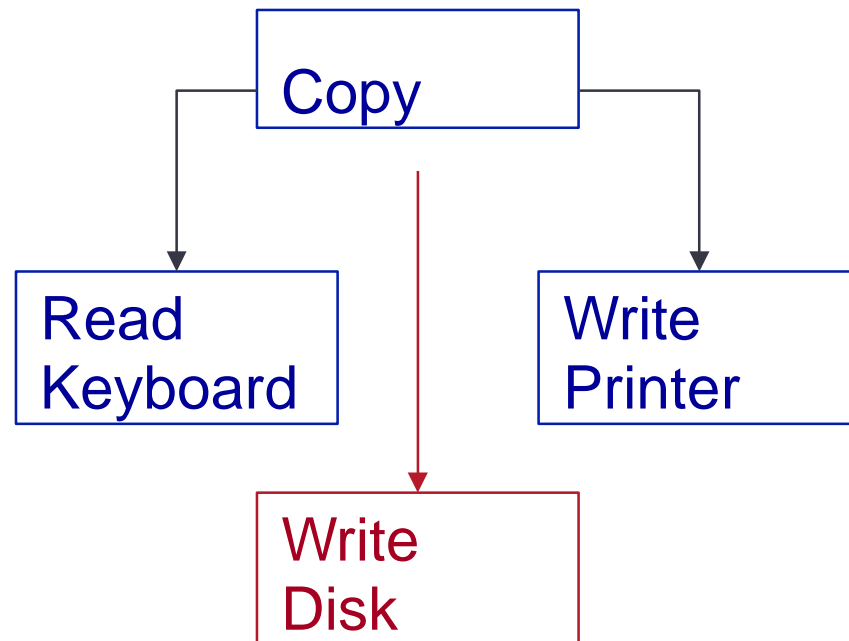 Copy
Read
Keyboard
Write
Printer
Write
Disk